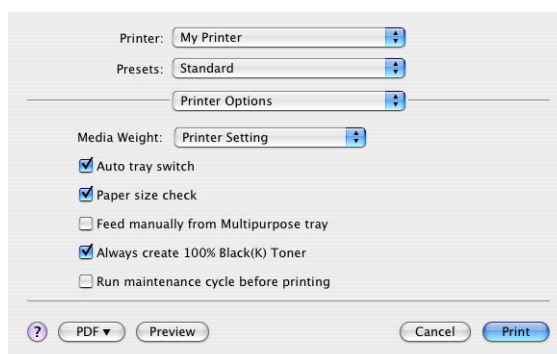 Printer: My Printer
Presets: Standard
Printer Options
Media Weight: Printer Setting
Auto tray switch
Paper size check
Feed manually from Multipurpose tray
Always create 100% Black(K) Toner
Run maintenance cycle before printing
? PDF ▼ Preview Cancel Print